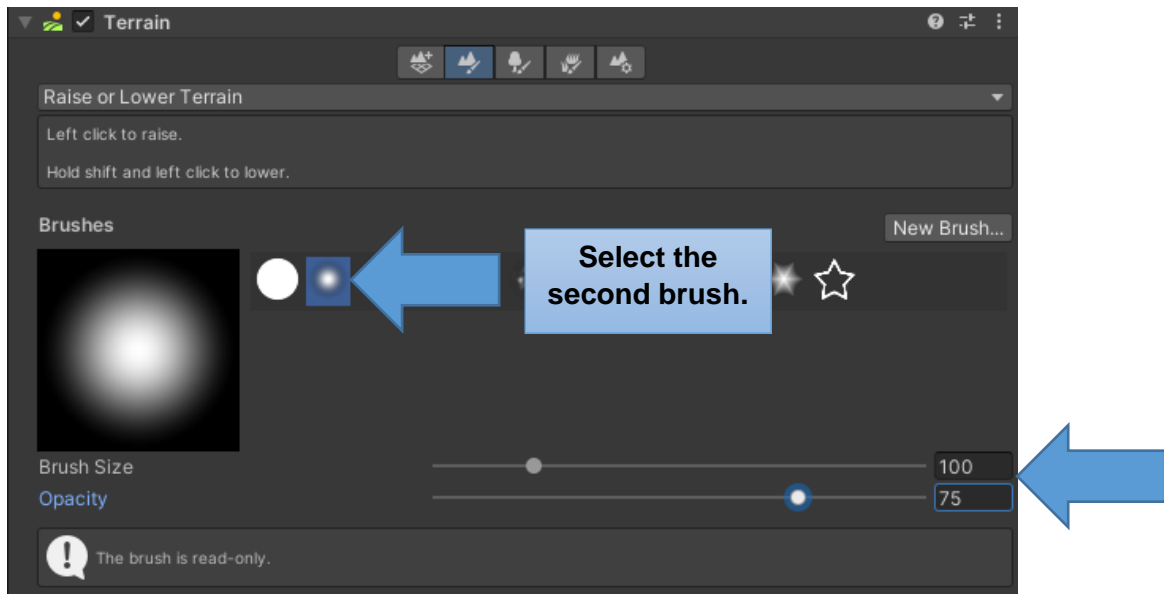 Terrain
Raise or Lower Terrain
Left click to raise.
Hold shift and left click to lower.
Brushes
New Brush...
Select the
second brush.
Brush Size
100
Opacity
75
The brush is read-only.